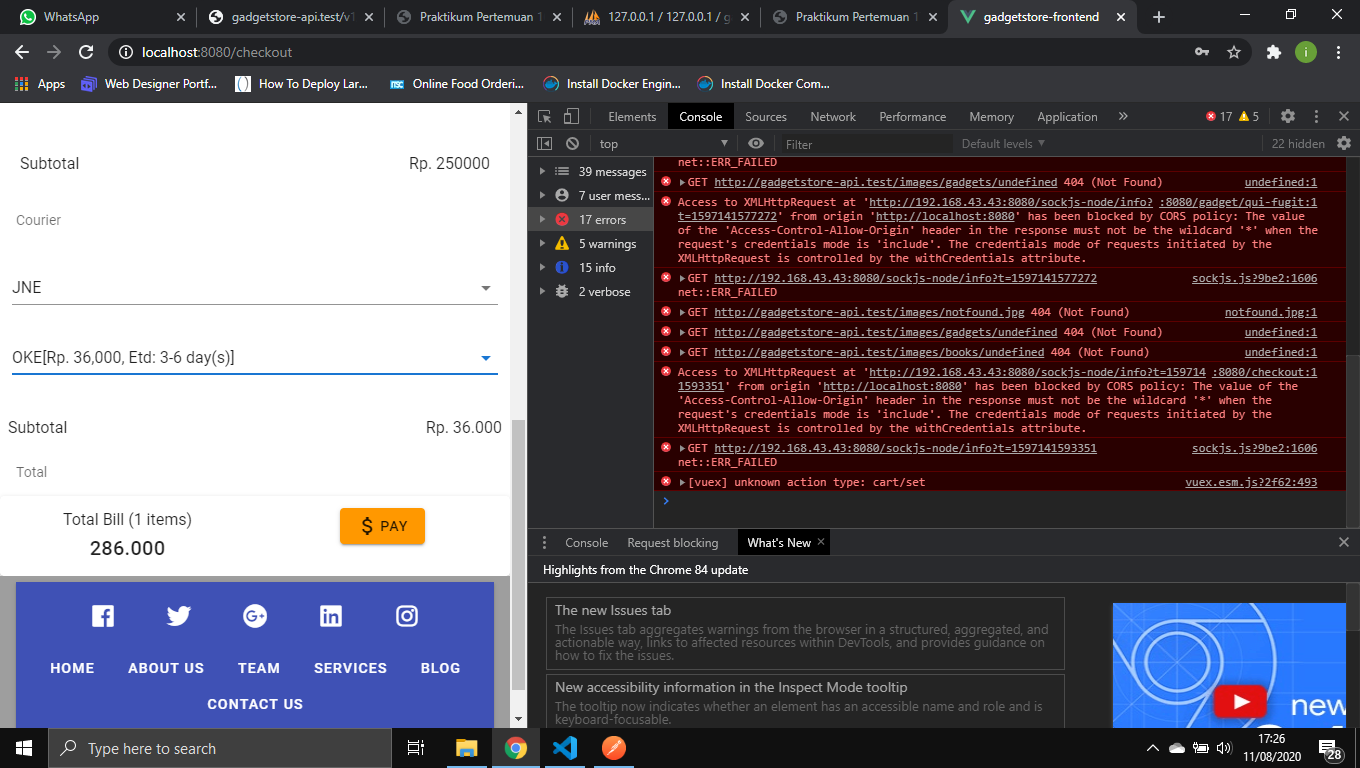 WhatsApp
gadgetstore-api.test/v1
Praktikum Pertemuan 1
127.0.0.1 / 127.0.0.1 / g
Praktikum Pertemuan 1
gadgetstore-frontend
localhost:8080/checkout
i
Apps
Web Designer Portf...
How To Deploy Lar...
Online Food Orderi...
Install Docker Engin...
Install Docker Com...
Subtotal Rp. 250000
Courier
JNE
OKE[Rp. 36,000, Etd: 3-6 day(s)]
Subtotal Rp. 36.000
Total
Total Bill (1 items)
286.000
$ PAY
HOME ABOUT US TEAM SERVICES BLOG
CONTACT US
Elements Console Sources Network Performance Memory Application » 17 5
top Filter Default levels 22 hidden
39 messages
7 user mess...
17 errors
5 warnings
15 info
2 verbose
net::ERR_FAILED
GET http://gadgetstore-api.test/images/gadgets/undefined 404 (Not Found) undefined:1
Access to XMLHttpRequest at 'http://192.168.43.43:8080/sockjs-node/info? :8080/gadget/qui-fugit:1
t=1597141577272' from origin 'http://localhost:8080' has been blocked by CORS policy: The value
of the 'Access-Control-Allow-Origin' header in the response must not be the wildcard '*' when the
request's credentials mode is 'include'. The credentials mode of requests initiated by the
XMLHttpRequest is controlled by the withCredentials attribute.
GET http://192.168.43.43:8080/sockjs-node/info?t=1597141577272 sockjs.js?9be2:1606
net::ERR_FAILED
GET http://gadgetstore-api.test/images/notfound.jpg 404 (Not Found) notfound.jpg:1
GET http://gadgetstore-api.test/images/gadgets/undefined 404 (Not Found) undefined:1
GET http://gadgetstore-api.test/images/books/undefined 404 (Not Found) undefined:1
Access to XMLHttpRequest at 'http://192.168.43.43:8080/sockjs-node/info?t=159714 :8080/checkout:1
1593351' from origin 'http://localhost:8080' has been blocked by CORS policy: The value of the
'Access-Control-Allow-Origin' header in the response must not be the wildcard '*' when the
request's credentials mode is 'include'. The credentials mode of requests initiated by the
XMLHttpRequest is controlled by the withCredentials attribute.
GET http://192.168.43.43:8080/sockjs-node/info?t=1597141593351 sockjs.js?9be2:1606
net::ERR_FAILED
[vuex] unknown action type: cart/set vuex.esm.js?2f62:493
Console Request blocking What's New
Highlights from the Chrome 84 update
The new Issues tab
The Issues tab aggregates warnings from the browser in a structured, aggregated, and
actionable way, links to affected resources within DevTools, and provides guidance on
how to fix the issues.
New accessibility information in the Inspect Mode tooltip
The tooltip now indicates whether an element has an accessible name and role and is
keyboard-focusable.
new
Type here to search
17:26
11/08/2020
28